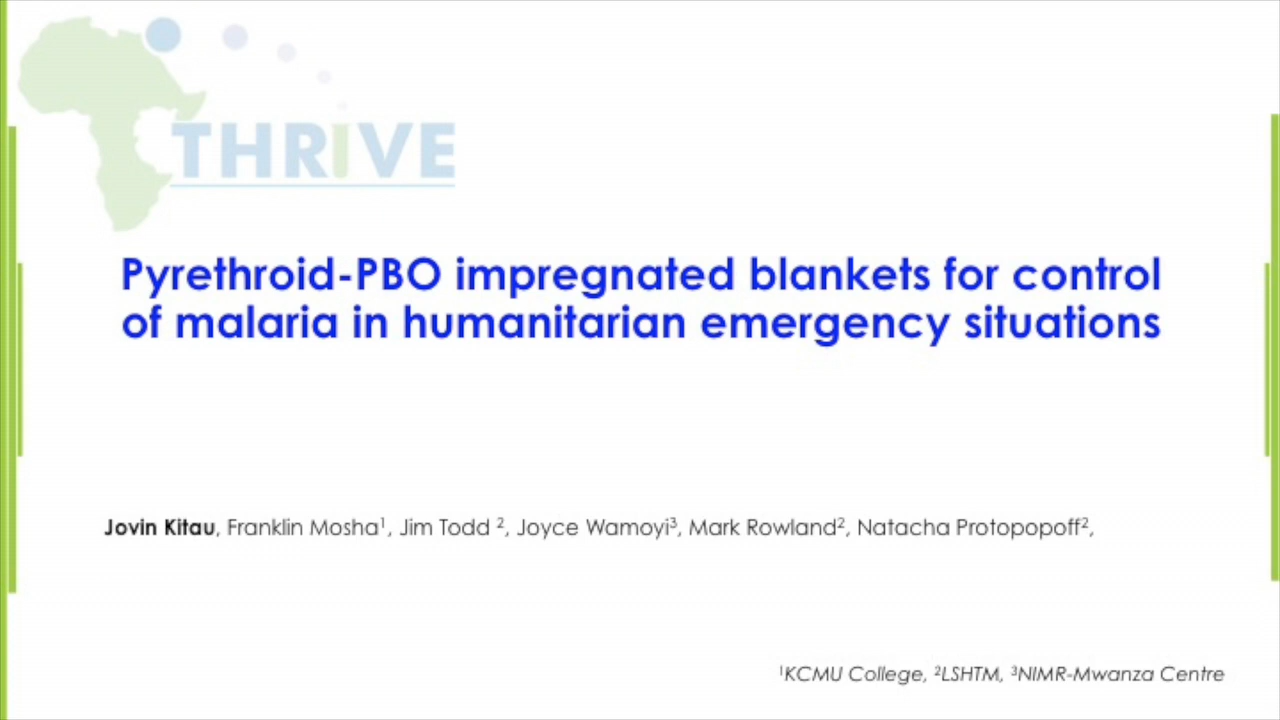 THRIVE
Pyrethroid-PBO impregnated blankets for control
of malaria in humanitarian emergency situations
Jovin Kitau, Franklin Mosha¹, Jim Todd ², Joyce Wamoyi³, Mark Rowland², Natacha Protopopoff²,
¹KCMU College, ²LSHTM, ³NIMR-Mwanza Centre